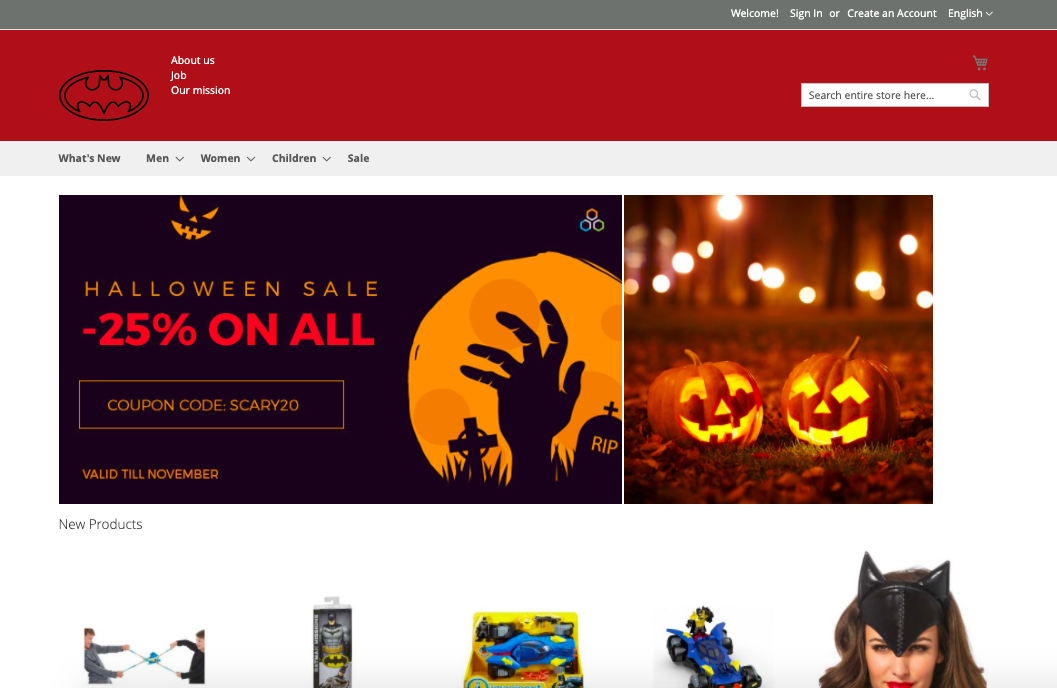 Welcome! Sign In or Create an Account English
About us
Job
Our mission
Search entire store here...
What's New Men Women Children Sale
HALLOWEEN SALE
-25% ON ALL
COUPON CODE: SCARY20
VALID TILL NOVEMBER
RIP
New Products